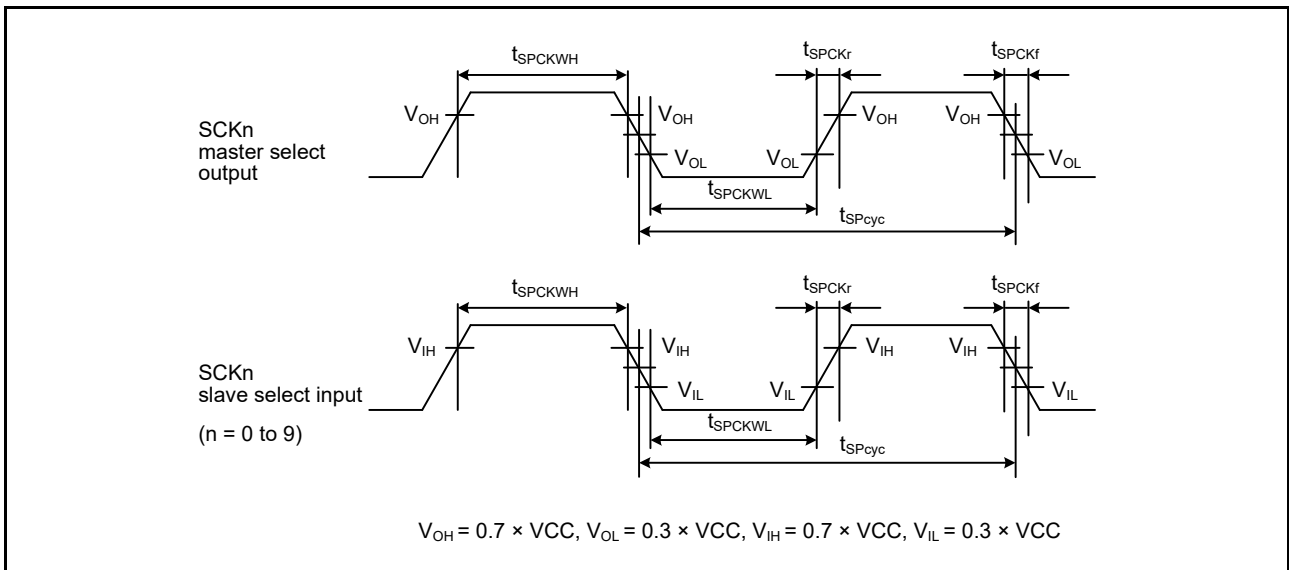 tSPCKWH tSPCKr tSPCKf
VOH VOH VOH VOH
SCKn
master select
output
VOL VOL VOL
tSPCKWL
tSPcyc
tSPCKWH tSPCKr tSPCKf
VIH VIH VIH VIH
SCKn
slave select input
(n = 0 to 9)
VIL VIL VIL
tSPCKWL
tSPcyc
VOH = 0.7 × VCC, VOL = 0.3 × VCC, VIH = 0.7 × VCC, VIL = 0.3 × VCC